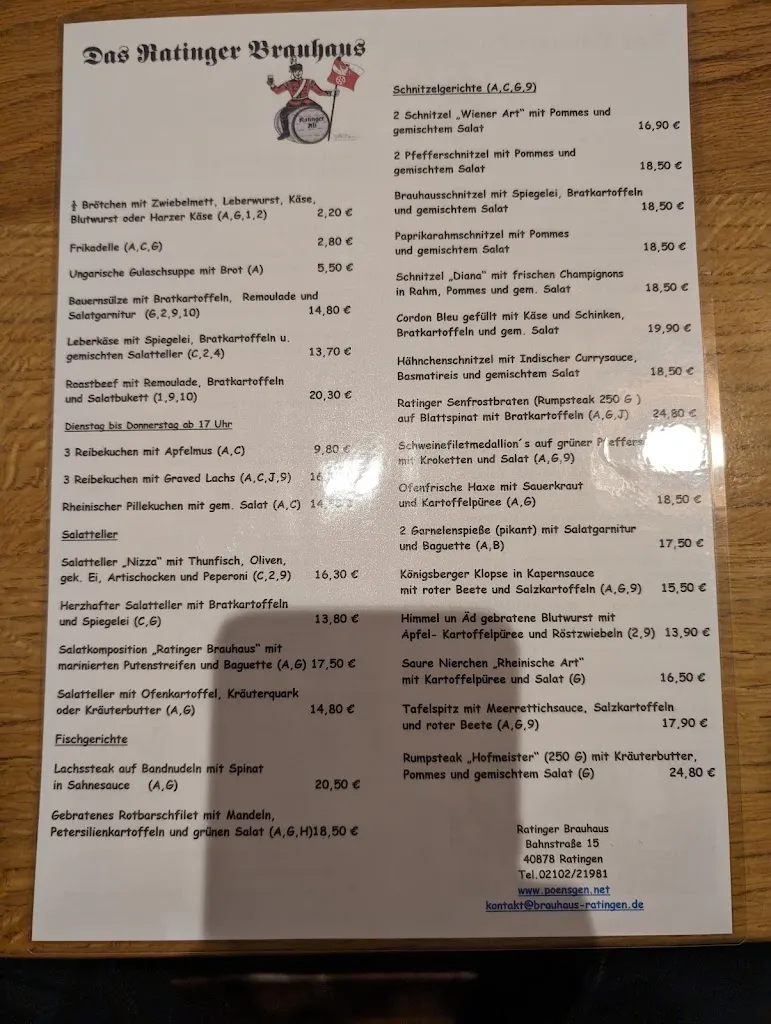 Das Ratinger Brauhaus
Ratinger
Alt
½ Brötchen mit Zwiebelmett, Leberwurst, Käse,
Blutwurst oder Harzer Käse (A,G,1,2) 2,20 €
Frikadelle (A,C,G) 2,80 €
Ungarische Gulaschsuppe mit Brot (A) 5,50 €
Bauernsülze mit Bratkartoffeln, Remoulade und
Salatgarnitur (G,2,9,10) 14,80 €
Leberkäse mit Spiegelei, Bratkartoffeln u.
gemischten Salatteller (C,2,4) 13,70 €
Roastbeef mit Remoulade, Bratkartoffeln
und Salatbukett (1,9,10) 20,30 €
Dienstag bis Donnerstag ab 17 Uhr
3 Reibekuchen mit Apfelmus (A,C) 9,80 €
3 Reibekuchen mit Graved Lachs (A,C,J,9)
Rheinischer Pillekuchen mit gem. Salat (A,C)
Salatteller
Salatteller „Nizza" mit Thunfisch, Oliven,
gek. Ei, Artischocken und Peperoni (C,2,9) 16,30 €
Herzhafter Salatteller mit Bratkartoffeln
und Spiegelei (C,G) 13,80 €
Salatkomposition „Ratinger Brauhaus" mit
marinierten Putenstreifen und Baguette (A,G) 17,50 €
Salatteller mit Ofenkartoffel, Kräuterquark
oder Kräuterbutter (A,G) 14,80 €
Fischgerichte
Lachssteak auf Bandnudeln mit Spinat
in Sahnesauce (A,G) 20,50 €
Gebratenes Rotbarschfilet mit Mandeln,
Petersilienkartoffeln und grünen Salat (A,G,H)18,50 €
Schnitzelgerichte (A,C,G,9)
2 Schnitzel „Wiener Art" mit Pommes und
gemischtem Salat 16,90 €
2 Pfefferschnitzel mit Pommes und
gemischtem Salat 18,50 €
Brauhausschnitzel mit Spiegelei, Bratkartoffeln
und gemischtem Salat 18,50 €
Paprikarahmschnitzel mit Pommes
und gemischtem Salat 18,50 €
Schnitzel „Diana" mit frischen Champignons
in Rahm, Pommes und gem. Salat 18,50 €
Cordon Bleu gefüllt mit Käse und Schinken,
Bratkartoffeln und gem. Salat 19,90 €
Hähnchenschnitzel mit Indischer Currysauce,
Basmatireis und gemischtem Salat 18,50 €
Ratinger Senfrostbraten (Rumpsteak 250 G )
auf Blattspinat mit Bratkartoffeln (A,G,J) 24,80 €
Schweinefiletmedallion´s auf grüner
mit Kroketten und Salat (A,G,9)
Ofenfrische Haxe mit Sauerkraut
und Kartoffelpüree (A,G) 18,50 €
2 Garnelenspieße (pikant) mit Salatgarnitur
und Baguette (A,B) 17,50 €
Königsberger Klopse in Kapernsauce
mit roter Beete und Salzkartoffeln (A,G,9) 15,50 €
Himmel un Äd gebratene Blutwurst mit
Apfel- Kartoffelpüree und Röstzwiebeln (2,9) 13,90 €
Saure Nierchen „Rheinische Art"
mit Kartoffelpüree und Salat (G) 16,50 €
Tafelspitz mit Meerrettichsauce, Salzkartoffeln
und roter Beete (A,G,9) 17,90 €
Rumpsteak „Hofmeister" (250 G) mit Kräuterbutter,
Pommes und gemischtem Salat (G) 24,80 €
Ratinger Brauhaus
Bahnstraße 15
40878 Ratingen
Tel.02102/21981
www.poensgen.net
kontakt@brauhaus-ratingen.de